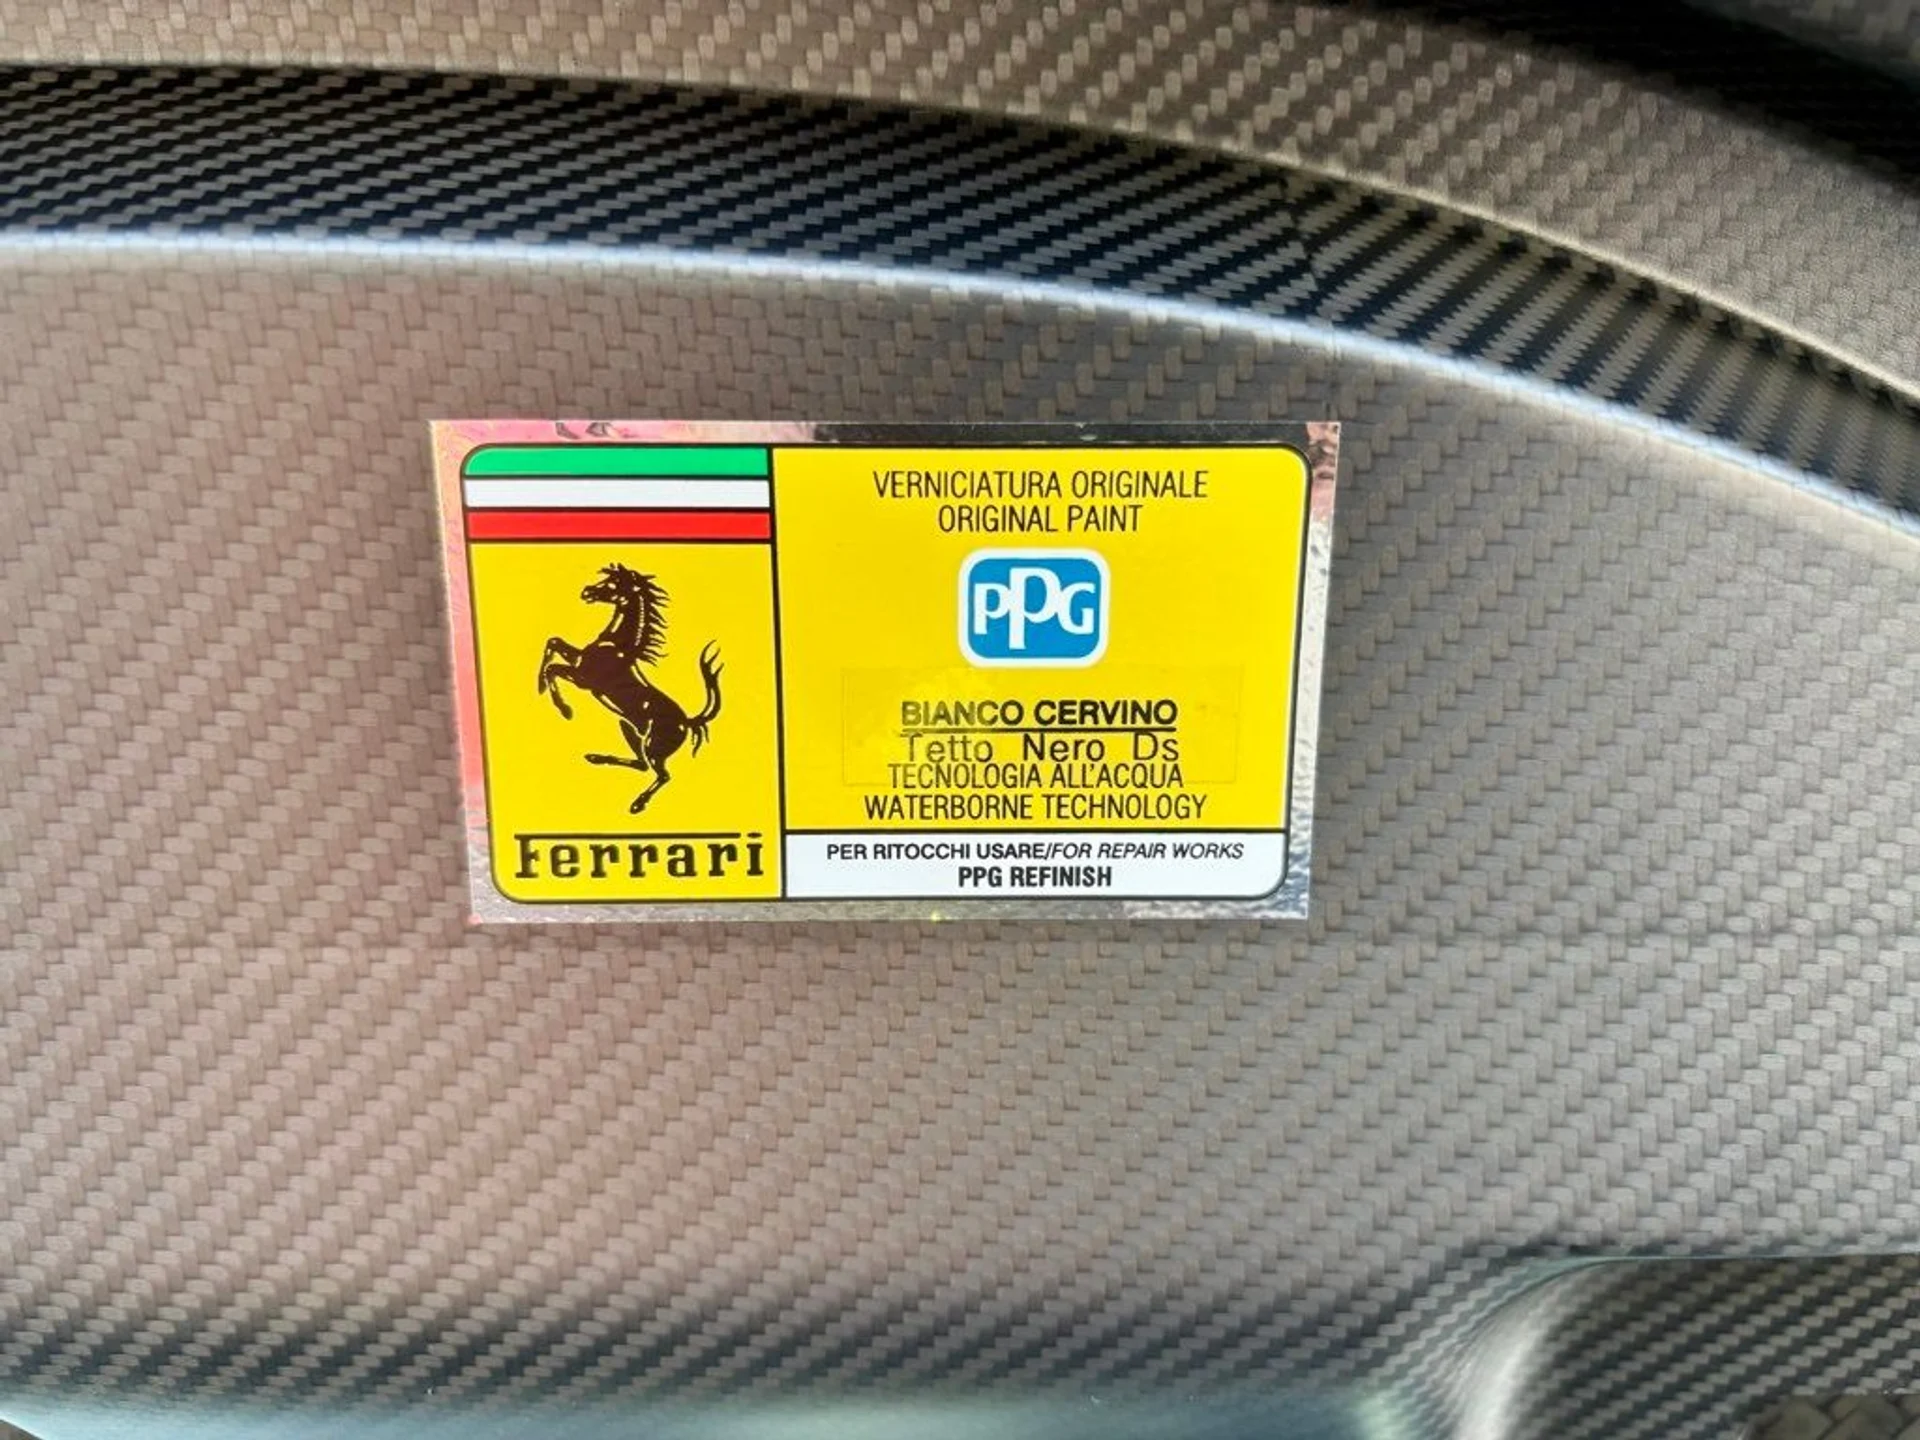 VERNICIATURA ORIGINALE
ORIGINAL PAINT
PPG
BIANCO CERVINO
Tetto Nero Ds
TECNOLOGIA ALL'ACQUA
WATERBORNE TECHNOLOGY
Ferrari
PER RITOCCHI USARE/FOR REPAIR WORKS
PPG REFINISH